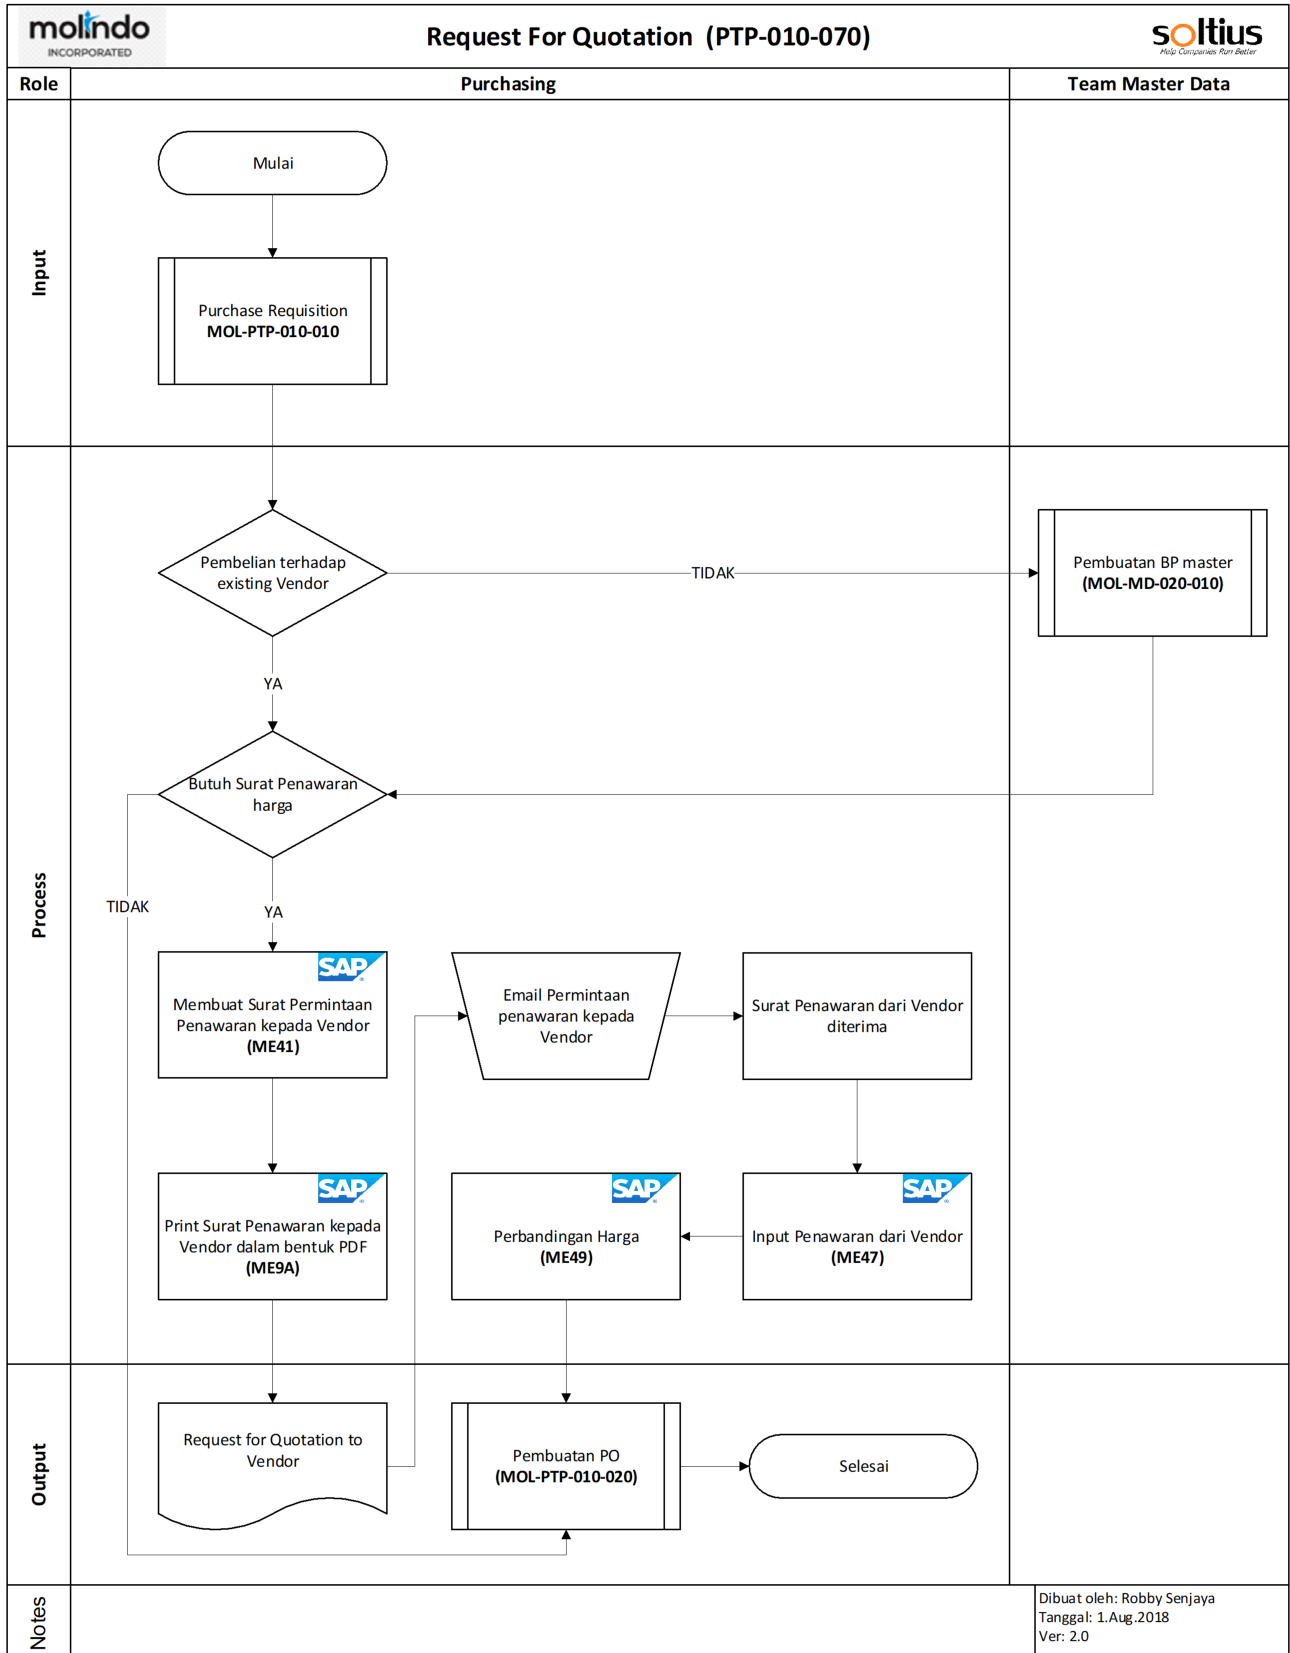 molindo
INCORPORATED
Request For Quotation (PTP-010-070)
soltius
Help Companies Run Better
Role
Purchasing
Team Master Data
Input
Mulai
Purchase Requisition
MOL-PTP-010-010
Process
Pembelian terhadap
existing Vendor
TIDAK
Pembuatan BP master
(MOL-MD-020-010)
YA
Butuh Surat Penawaran
harga
TIDAK
YA
SAP
Membuat Surat Permintaan
Penawaran kepada Vendor
(ME41)
Email Permintaan
penawaran kepada
Vendor
Surat Penawaran dari Vendor
diterima
SAP
Print Surat Penawaran kepada
Vendor dalam bentuk PDF
(ME9A)
SAP
Perbandingan Harga
(ME49)
SAP
Input Penawaran dari Vendor
(ME47)
Output
Request for Quotation to
Vendor
Pembuatan PO
(MOL-PTP-010-020)
Selesai
Notes
Dibuat oleh: Robby Senjaya
Tanggal: 1.Aug.2018
Ver: 2.0